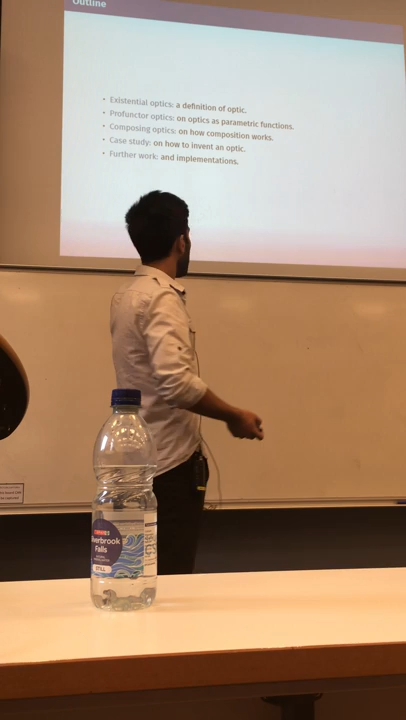 Outline
• Existential optics: a definition of optic.
• Profunctor optics: on optics as parametric functions.
• Composing optics: on how composition works.
• Case study: on how to invent an optic.
• Further work: and implementations.
erbrook
Falls
STILL